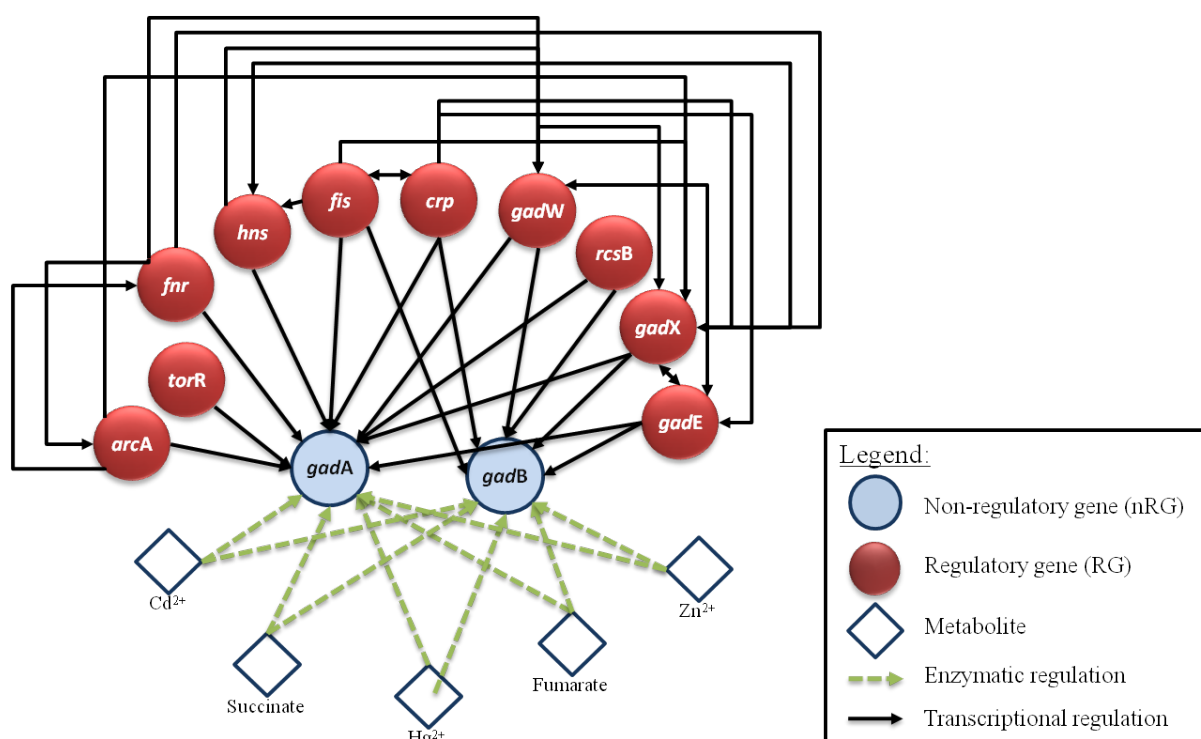 fis
crp
gadW
hns
rcsB
fnr
gadX
torR
gadE
arcA
gadA
gadB
Cd²⁺
Zn²⁺
Succinate
Fumarate
Hg²⁺
Legend:
Non-regulatory gene (nRG)
Regulatory gene (RG)
Metabolite
Enzymatic regulation
Transcriptional regulation